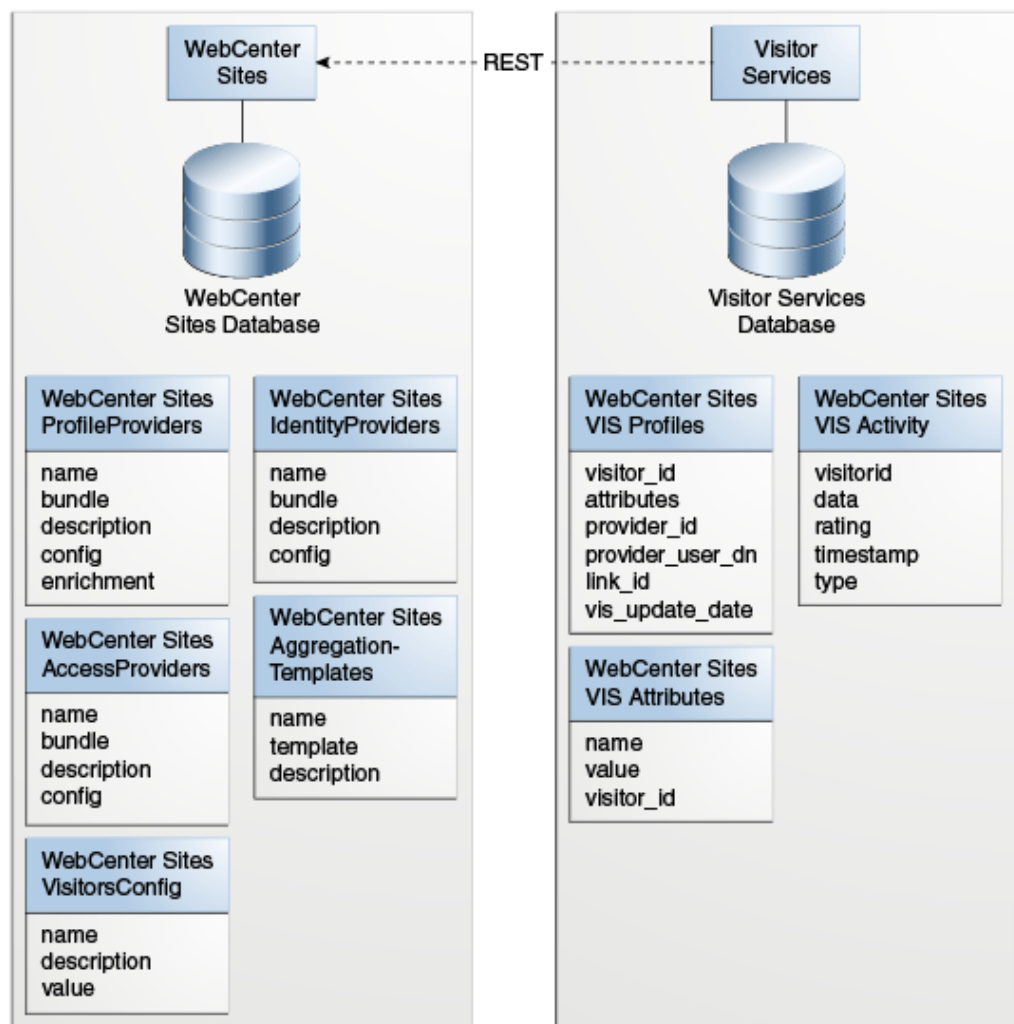 WebCenter
Sites
REST
Visitor
Services
WebCenter
Sites Database
Visitor Services
Database
WebCenter Sites
ProfileProviders
name
bundle
description
config
enrichment
WebCenter Sites
IdentityProviders
name
bundle
description
config
WebCenter Sites
AccessProviders
name
bundle
description
config
WebCenter Sites
Aggregation-
Templates
name
template
description
WebCenter Sites
VisitorsConfig
name
description
value
WebCenter Sites
VIS Profiles
visitor_id
attributes
provider_id
provider_user_dn
link_id
vis_update_date
WebCenter Sites
VIS Activity
visitorid
data
rating
timestamp
type
WebCenter Sites
VIS Attributes
name
value
visitor_id